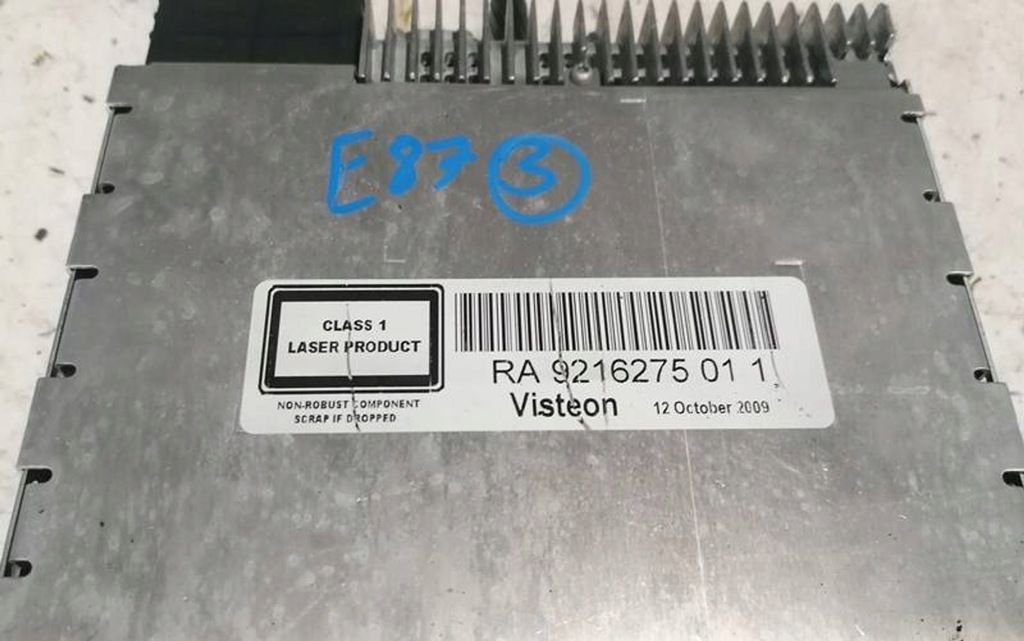 E87 3
CLASS 1
LASER PRODUCT
NON-ROBUST COMPONENT
SCRAP IF DROPPED
RA 9216275 01 1
Visteon 12 October 2009